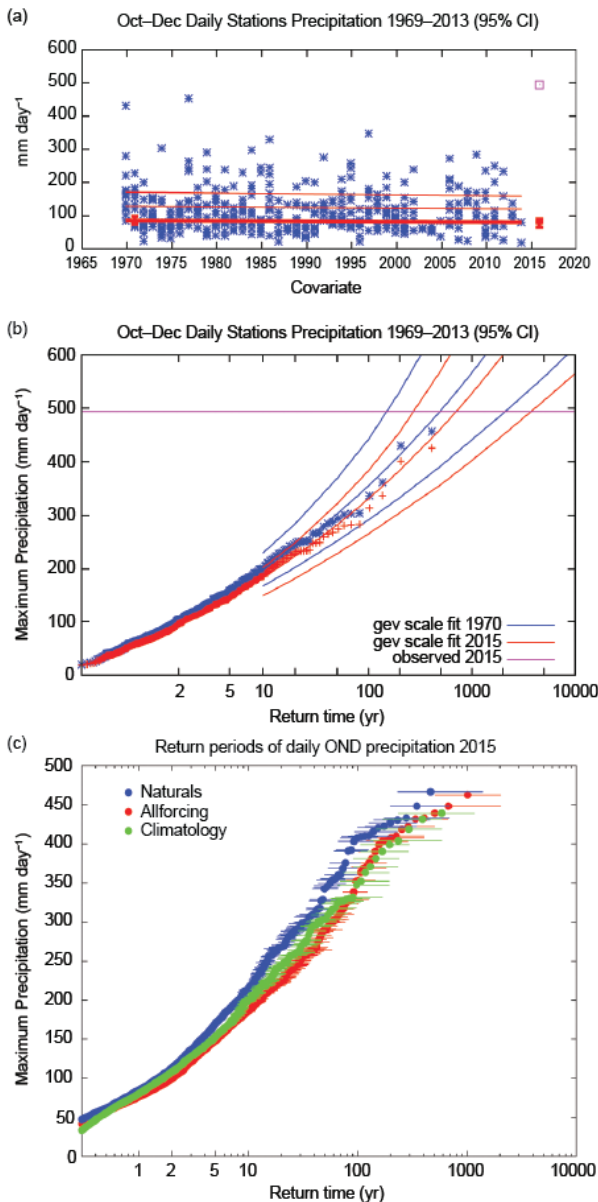 (a)
Oct–Dec Daily Stations Precipitation 1969–2013 (95% CI)
mm day⁻¹
600
500
400
300
200
100
0
1965 1970 1975 1980 1985 1990 1995 2000 2005 2010 2015 2020
Covariate
(b)
Oct–Dec Daily Stations Precipitation 1969–2013 (95% CI)
Maximum Precipitation (mm day⁻¹)
600
500
400
300
200
100
0
gev scale fit 1970
gev scale fit 2015
observed 2015
2 5 10 100 1000 10000
Return time (yr)
(c)
Return periods of daily OND precipitation 2015
Maximum Precipitation (mm day⁻¹)
500
450
400
350
300
250
200
150
100
50
0
Naturals
Allforcing
Climatology
1 2 5 10 100 1000 10000
Return time (yr)